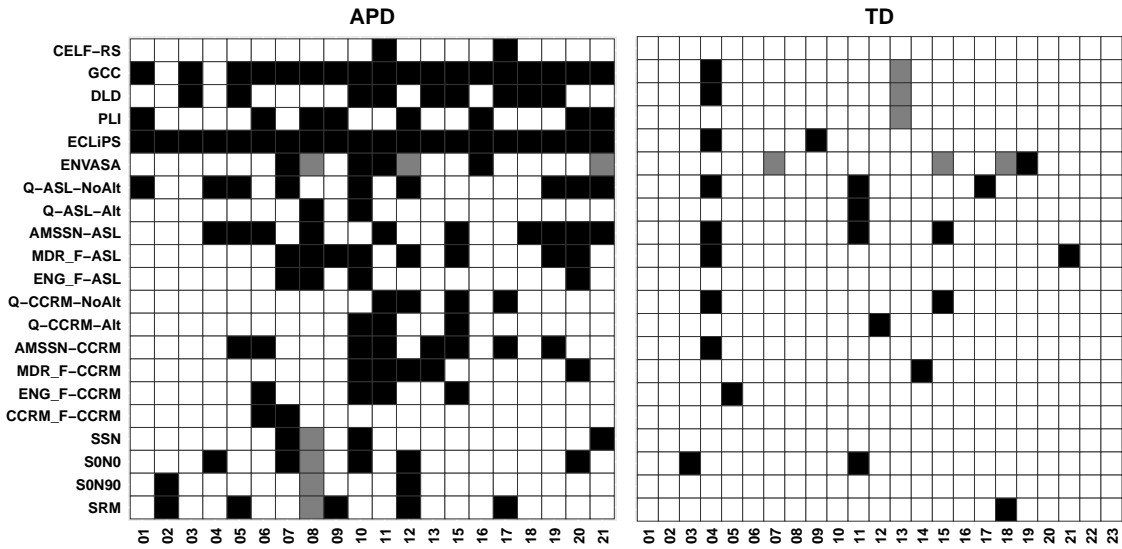 APD TD
CELF-RS
GCC
DLD
PLI
ECLiPS
ENVASA
Q-ASL-NoAlt
Q-ASL-Alt
AMSSN-ASL
MDR_F-ASL
ENG_F-ASL
Q-CCRM-NoAlt
Q-CCRM-Alt
AMSSN-CCRM
MDR_F-CCRM
ENG_F-CCRM
CCRM_F-CCRM
SSN
S0N0
S0N90
SRM
01 02 03 04 05 06 07 08 09 10 11 12 13 15 16 17 18 19 20 21
01 02 03 04 05 06 07 08 09 10 11 12 13 14 15 16 17 18 19 20 21 22 23